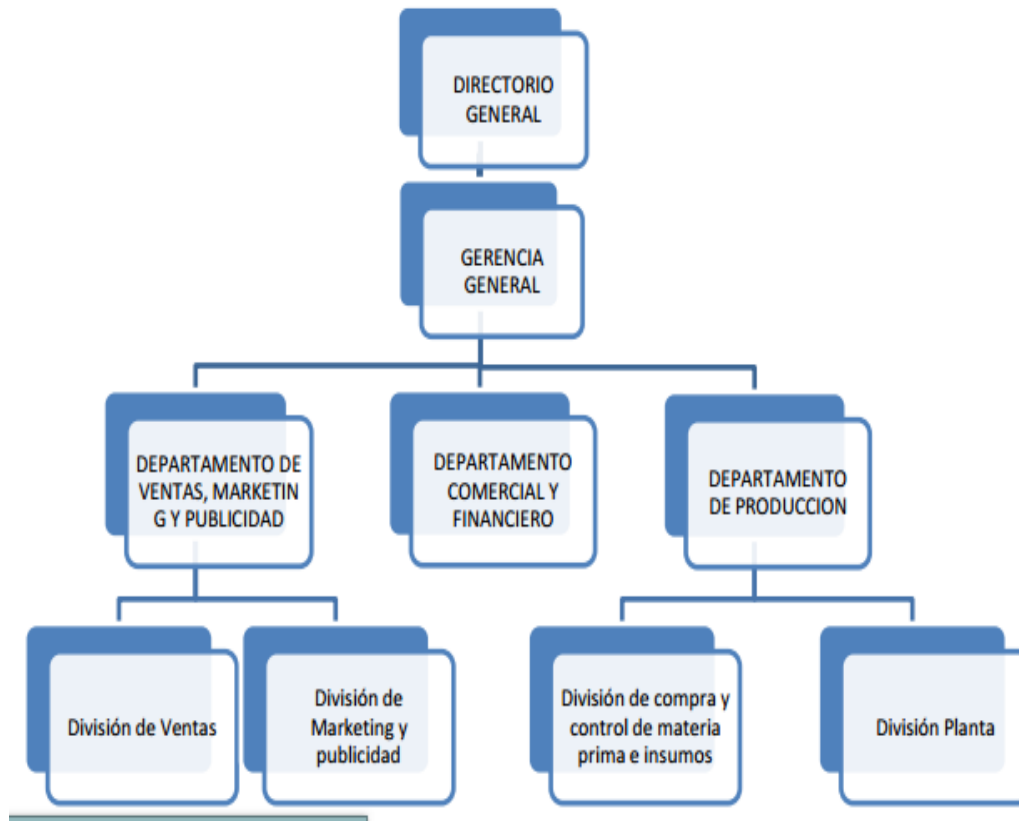 DIRECTORIO
GENERAL
GERENCIA
GENERAL
DEPARTAMENTO DE
VENTAS, MARKETIN
G Y PUBLICIDAD
DEPARTAMENTO
COMERCIAL Y
FINANCIERO
DEPARTAMENTO
DE PRODUCCION
División de Ventas
División de
Marketing y
publicidad
División de compra y
control de materia
prima e insumos
División Planta